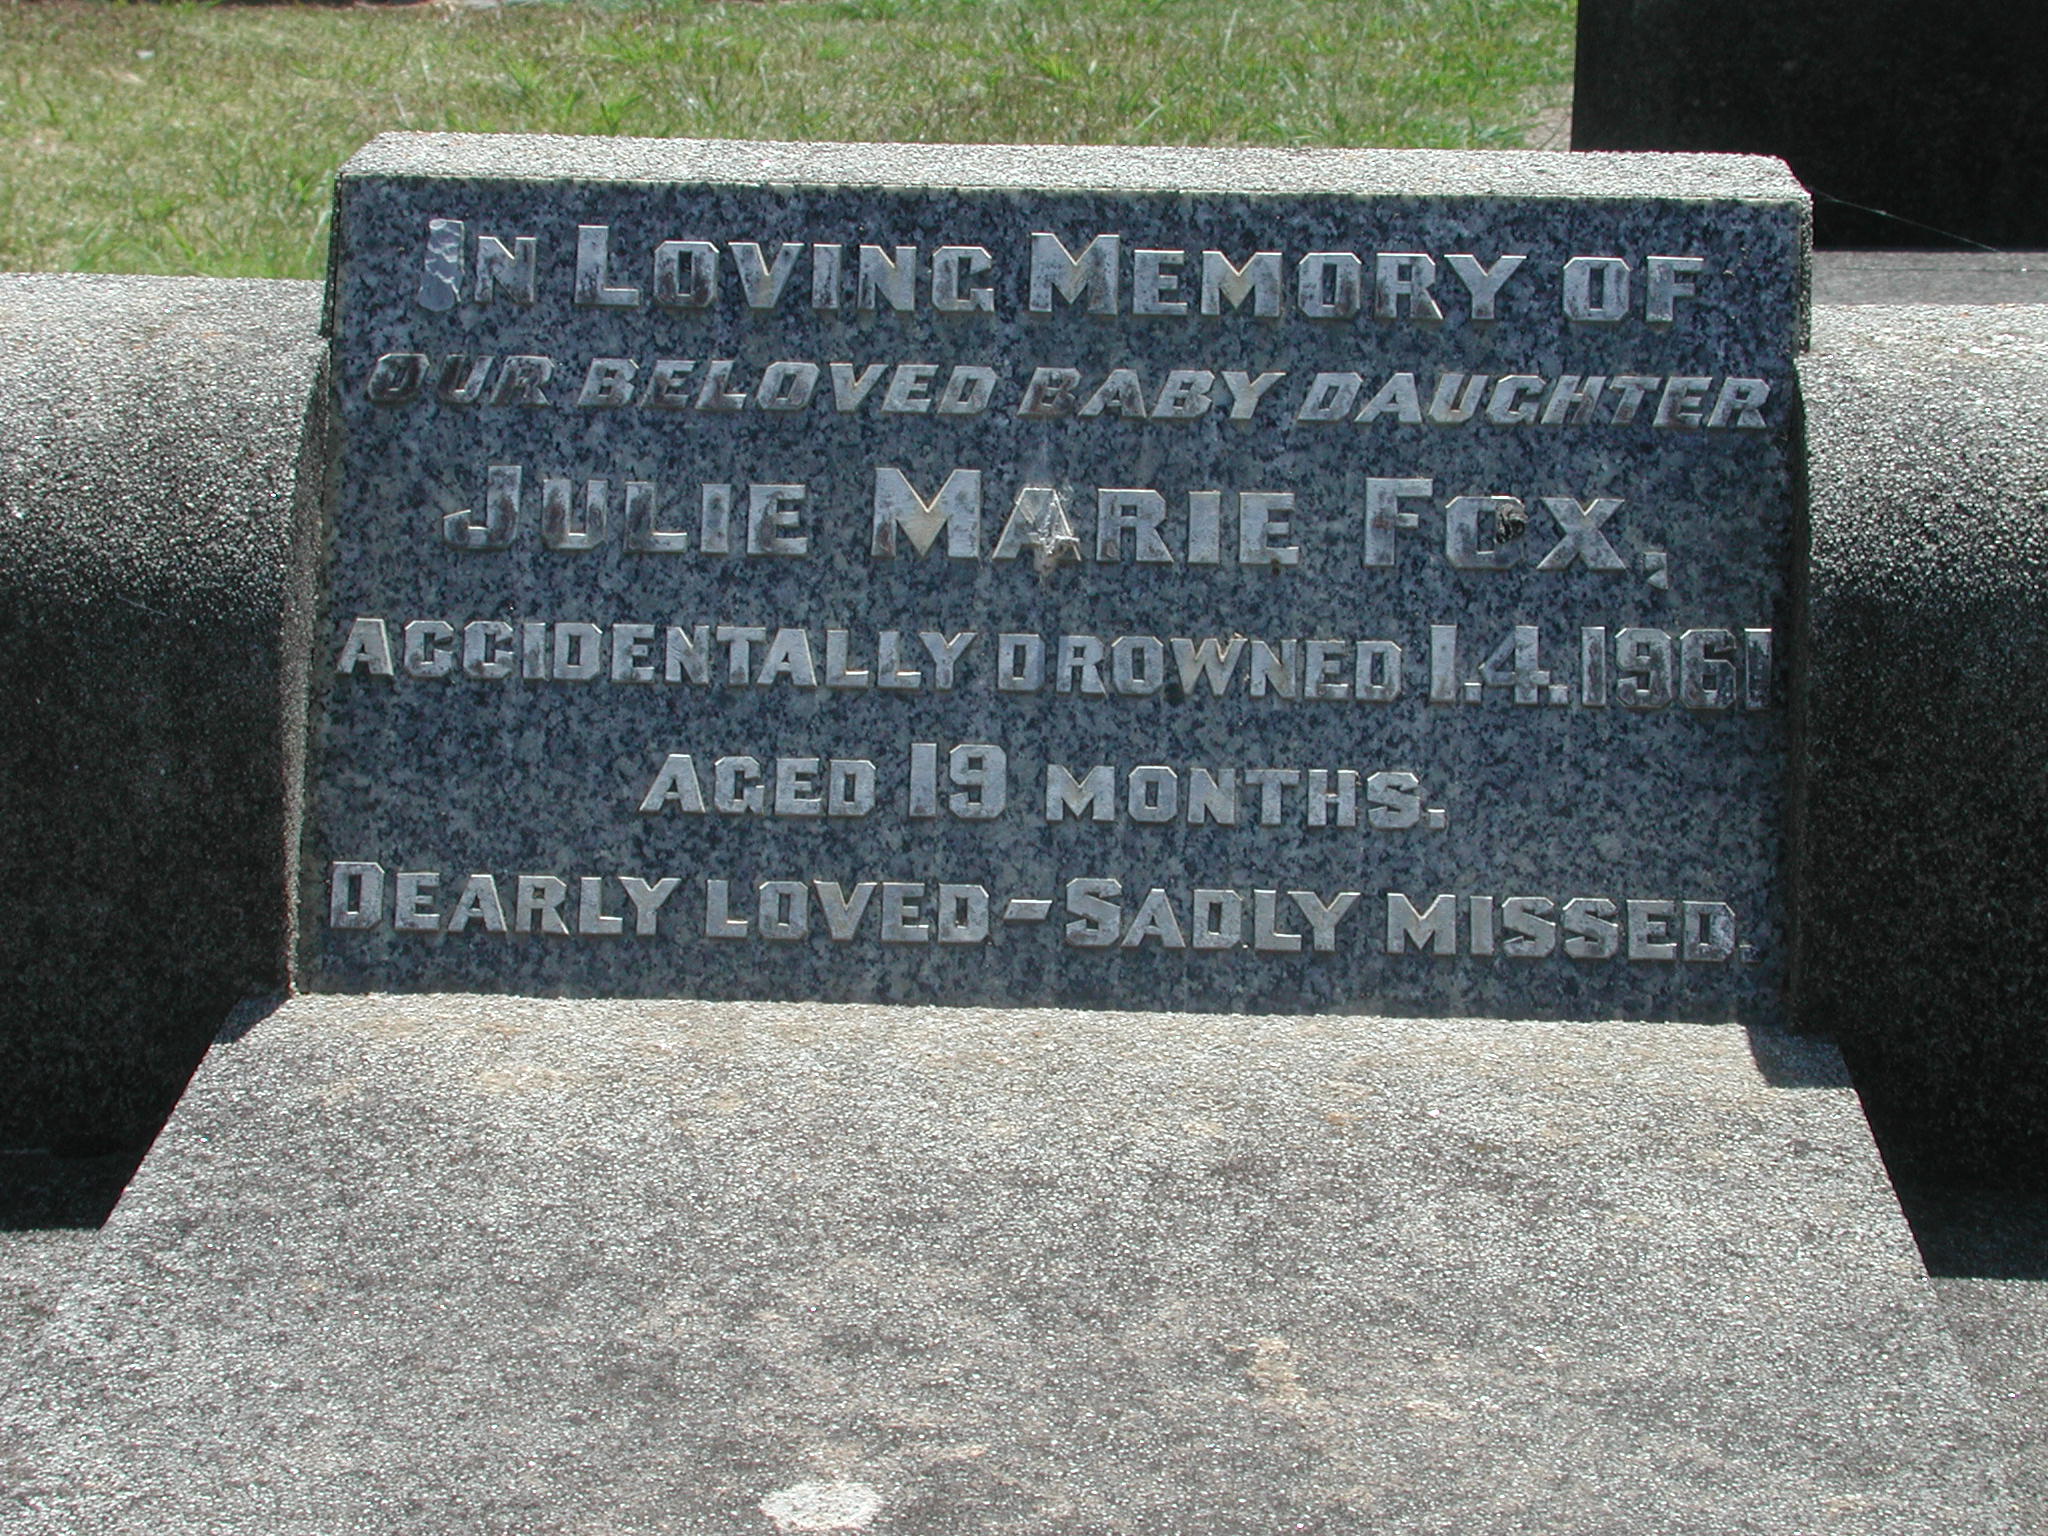 IN LOVING MEMORY OF
OUR BELOVED BABY DAUGHTER
JULIE MARIE FOX,
ACCIDENTALLY DROWNED 1.4.1961
AGED 19 MONTHS.
DEARLY LOVED - SADLY MISSED.